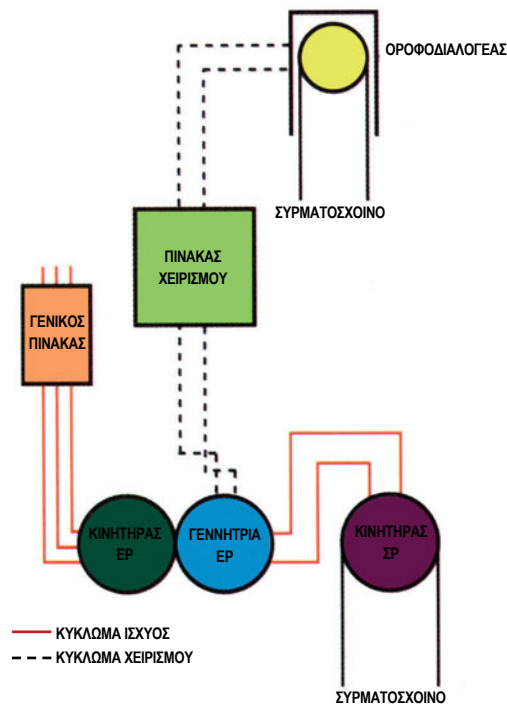 ΟΡΟΦΟΔΙΑΛΟΓΕΑΣ
ΣΥΡΜΑΤΟΣΧΟΙΝΟ
ΠΙΝΑΚΑΣ
ΧΕΙΡΙΣΜΟΥ
ΓΕΝΙΚΟΣ
ΠΙΝΑΚΑΣ
ΚΙΝΗΤΗΡΑΣ
ΕΡ
ΓΕΝΝΗΤΡΙΑ
ΕΡ
ΚΙΝΗΤΗΡΑΣ
ΣΡ
ΚΥΚΛΩΜΑ ΙΣΧΥΟΣ
ΚΥΚΛΩΜΑ ΧΕΙΡΙΣΜΟΥ
ΣΥΡΜΑΤΟΣΧΟΙΝΟ